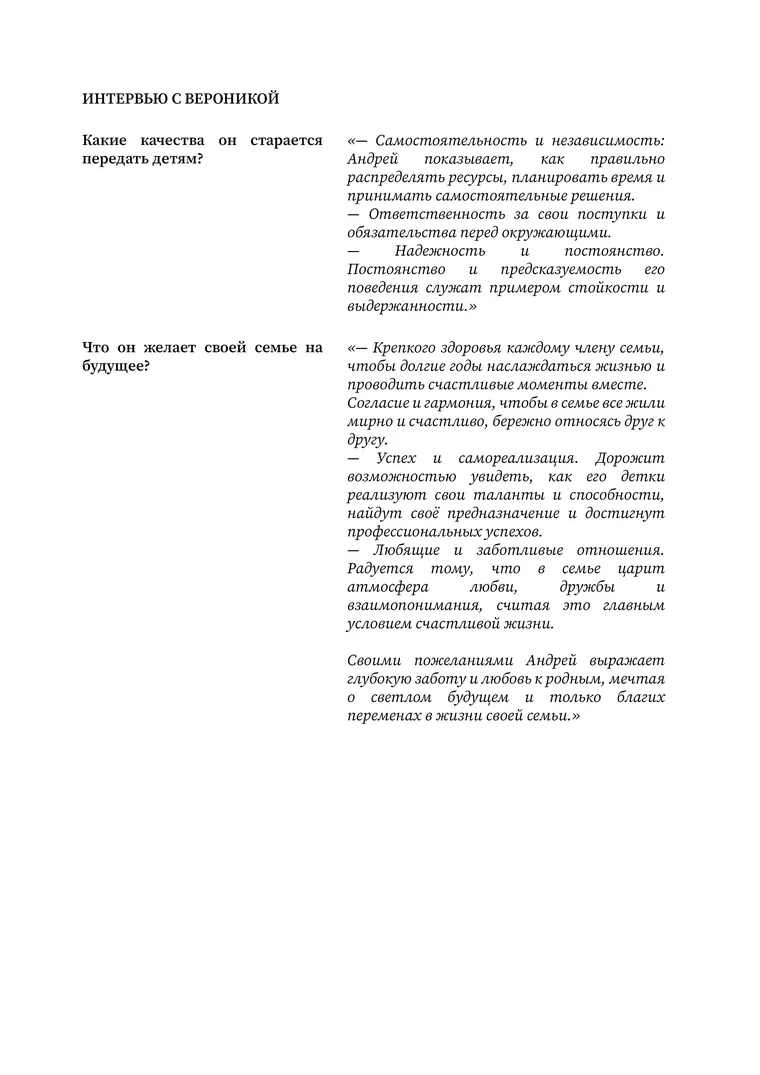 ИНТЕРВЬЮ С ВЕРОНИКОЙ
Какие качества он старается
передать детям?
«— Самостоятельность и независимость:
Андрей показывает, как правильно
распределять ресурсы, планировать время и
принимать самостоятельные решения.
— Ответственность за свои поступки и
обязательства перед окружающими.
— Надежность и постоянство.
Постоянство и предсказуемость его
поведения служат примером стойкости и
выдержанности.»
Что он желает своей семье на
будущее?
«— Крепкого здоровья каждому члену семьи,
чтобы долгие годы наслаждаться жизнью и
проводить счастливые моменты вместе.
Согласие и гармония, чтобы в семье все жили
мирно и счастливо, бережно относясь друг к
другу.
— Успех и самореализация. Дорожит
возможностью увидеть, как его детки
реализуют свои таланты и способности,
найдут своё предназначение и достигнут
профессиональных успехов.
— Любящие и заботливые отношения.
Радуется тому, что в семье царит
атмосфера любви, дружбы и
взаимопонимания, считая это главным
условием счастливой жизни.
Своими пожеланиями Андрей выражает
глубокую заботу и любовь к родным, мечтая
о светлом будущем и только благих
переменах в жизни своей семьи.»